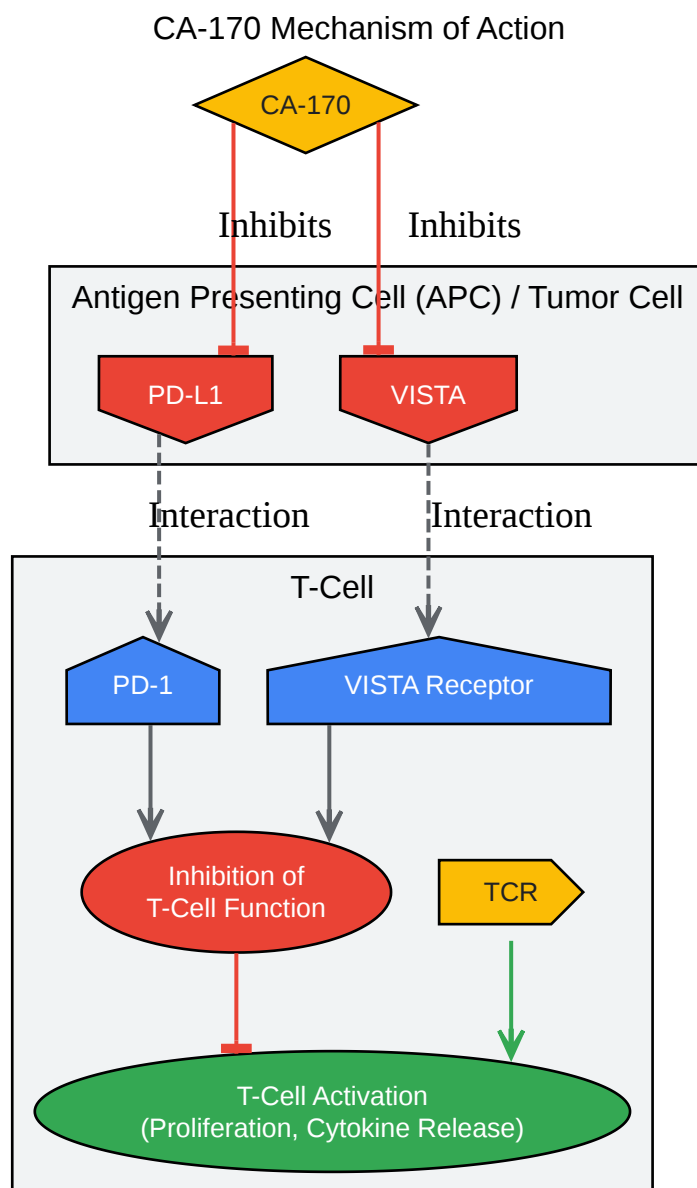 CA-170 Mechanism of Action
CA-170
Inhibits
Inhibits
Antigen Presenting Cell (APC) / Tumor Cell
PD-L1
VISTA
Interaction
Interaction
T-Cell
PD-1
VISTA Receptor
Inhibition of
T-Cell Function
TCR
T-Cell Activation
(Proliferation, Cytokine Release)